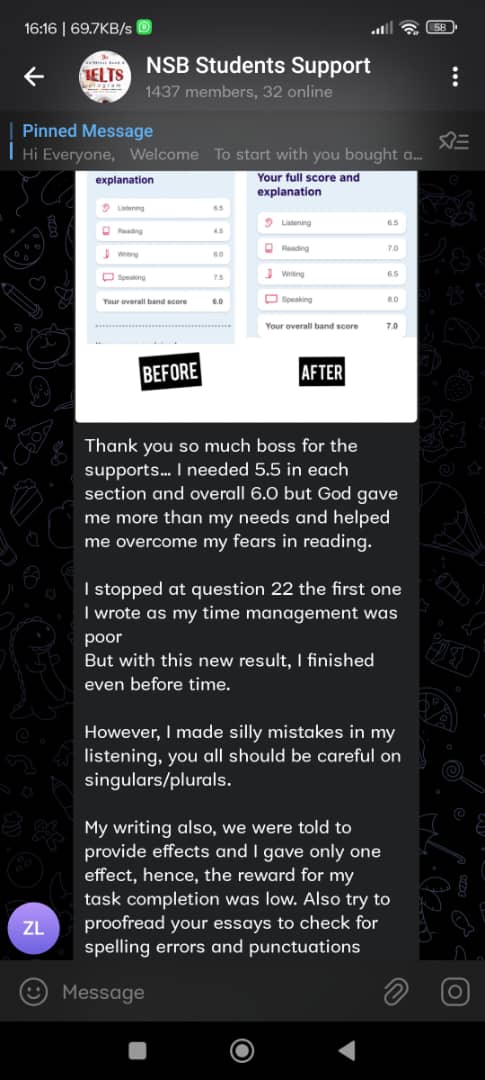 16:16 | 69.7KB/s
58
IELTS
NSB Students Support
1437 members, 32 online
Pinned Message
Hi Everyone, Welcome To start with you bought a...
explanation
Listening 6.5
Reading 4.5
Writing 6.0
Speaking 7.5
Your overall band score 6.0
Your full score and
explanation
Listening 6.5
Reading 7.0
Writing 6.5
Speaking 8.0
Your overall band score 7.0
BEFORE
AFTER
Thank you so much boss for the
supports... I needed 5.5 in each
section and overall 6.0 but God gave
me more than my needs and helped
me overcome my fears in reading.
I stopped at question 22 the first one
I wrote as my time management was
poor
But with this new result, I finished
even before time.
However, I made silly mistakes in my
listening, you all should be careful on
singulars/plurals.
My writing also, we were told to
provide effects and I gave only one
effect, hence, the reward for my
task completion was low. Also try to
proofread your essays to check for
spelling errors and punctuations
ZL
Message